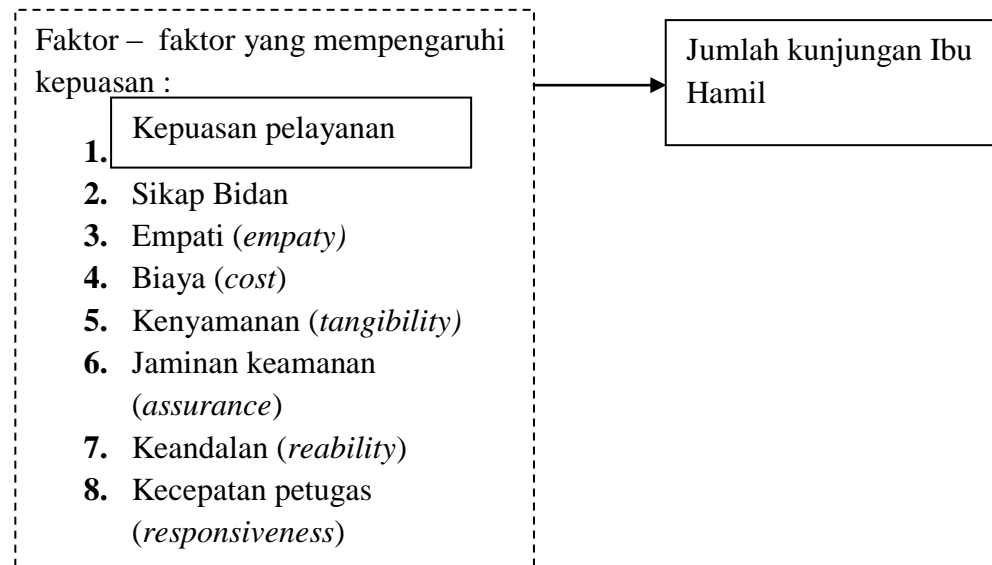 Faktor – faktor yang mempengaruhi
kepuasan :
1. Kepuasan pelayanan
2. Sikap Bidan
3. Empati (empaty)
4. Biaya (cost)
5. Kenyamanan (tangibility)
6. Jaminan keamanan
(assurance)
7. Keandalan (reability)
8. Kecepatan petugas
(responsiveness)
Jumlah kunjungan Ibu
Hamil